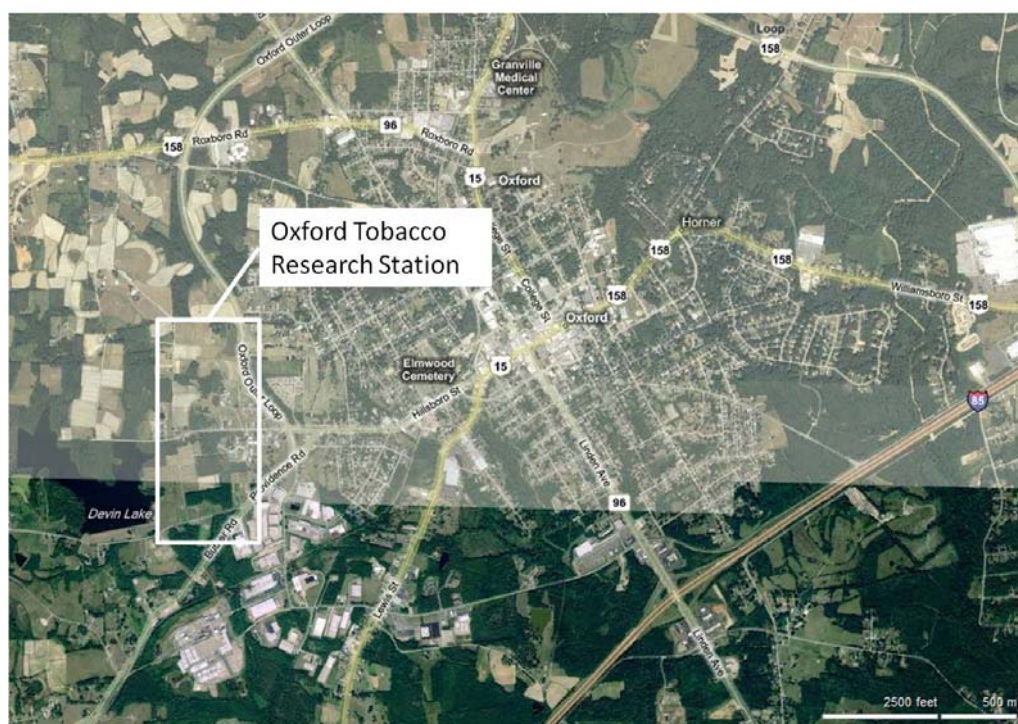 Oxford Outer Loop
Loop
158
Granville
Medical
Center
96
Roxboro Rd
158
Roxboro Rd
15
Oxford
Oxford Tobacco
Research Station
Horner
158
158
College St
158
Williamsboro St
158
Oxford
Oxford Outer Loop
15
Elmwood
Cemetery
Hillsboro St
85
Linden Ave
Providence Rd
96
Devin Lake
Lewis St
Linden Ave
2500 feet
500 m